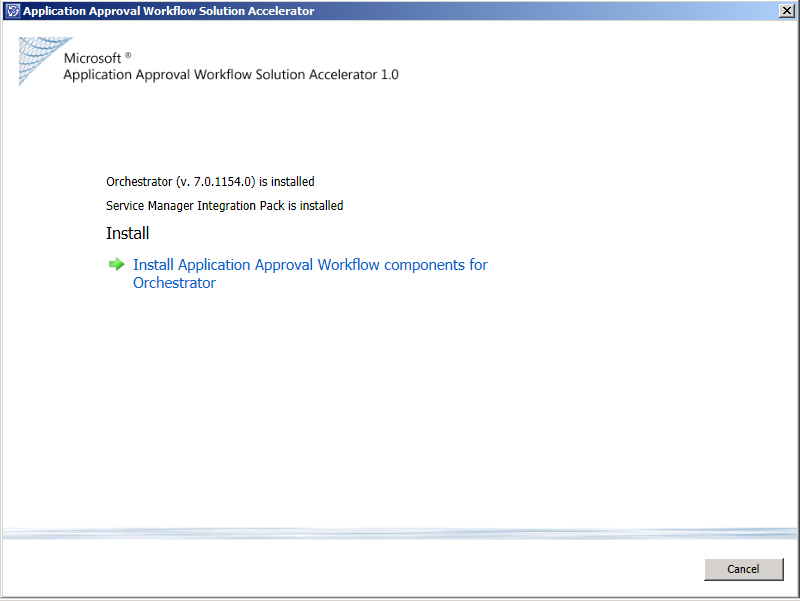 Application Approval Workflow Solution Accelerator
Microsoft ®
Application Approval Workflow Solution Accelerator 1.0
Orchestrator (v. 7.0.1154.0) is installed
Service Manager Integration Pack is installed
Install
Install Application Approval Workflow components for
Orchestrator
Cancel